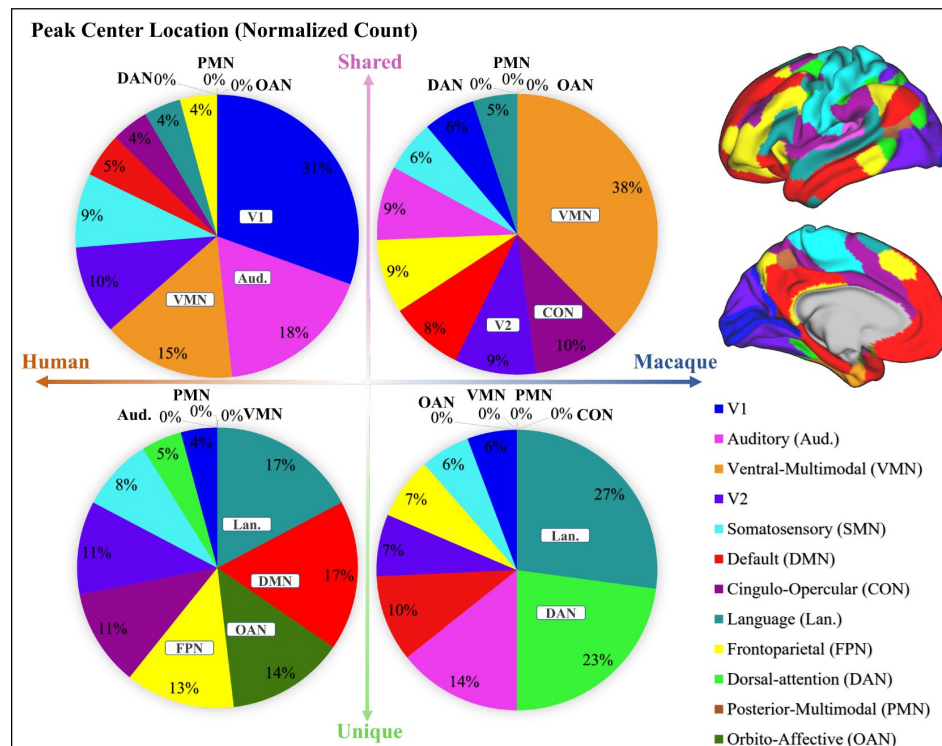 Peak Center Location (Normalized Count)
Shared
Human
Macaque
Unique
PMN
DAN 0% 0% 0% OAN
4%
4%
4%
5%
9%
10%
15%
18%
31%
V1
Aud.
VMN
PMN
DAN 0% 0% 0% OAN
5%
6%
6%
9%
9%
8%
9%
10%
38%
VMN
CON
V2
PMN
Aud. 0% 0% 0% VMN
4%
5%
8%
11%
11%
13%
14%
17%
17%
Lan.
DMN
OAN
FPN
OAN VMN PMN
0% 0% 0% 0% CON
6%
6%
7%
7%
10%
14%
23%
27%
Lan.
DAN
V1
Auditory (Aud.)
Ventral-Multimodal (VMN)
V2
Somatosensory (SMN)
Default (DMN)
Cingulo-Opercular (CON)
Language (Lan.)
Frontoparietal (FPN)
Dorsal-attention (DAN)
Posterior-Multimodal (PMN)
Orbito-Affective (OAN)